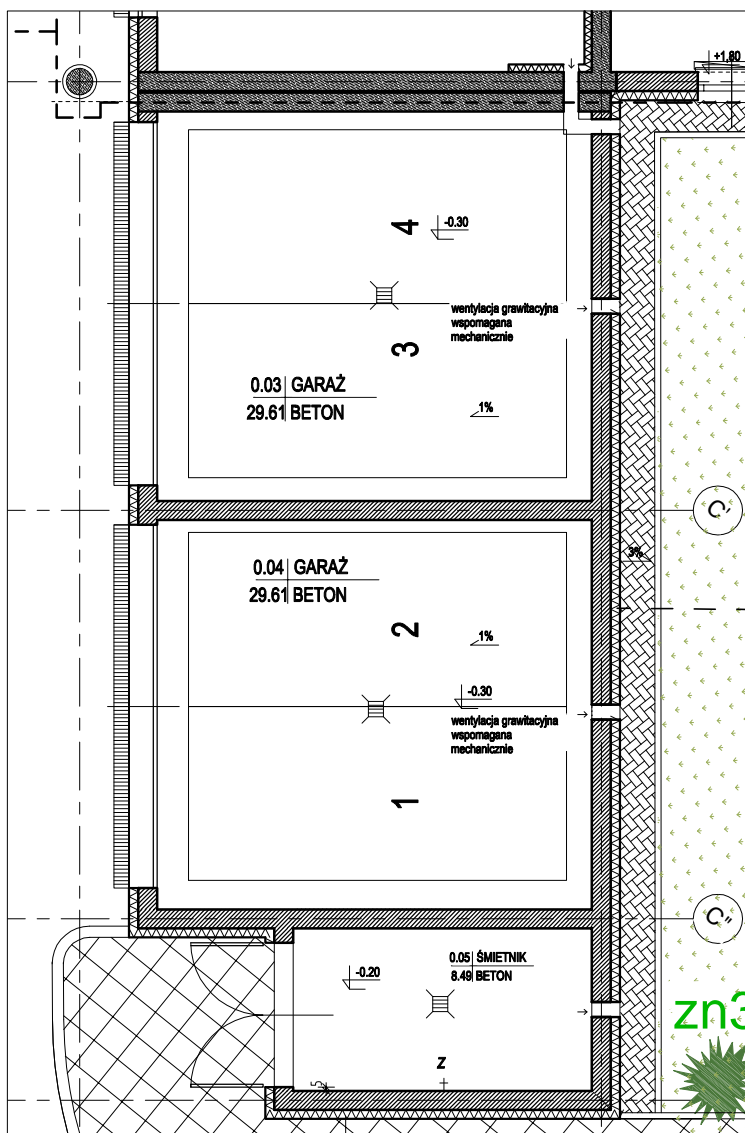 +1,80
4
-0.30
wentylacja grawitacyjna
wspomagana
mechanicznie
3
0.03 GARAŻ
29.61 BETON
1%
C'
3%
0.04 GARAŻ
29.61 BETON
2
1%
-0.30
wentylacja grawitacyjna
wspomagana
mechanicznie
1
C"
0.05 ŚMIETNIK
8.49 BETON
-0.20
zn3
z
5